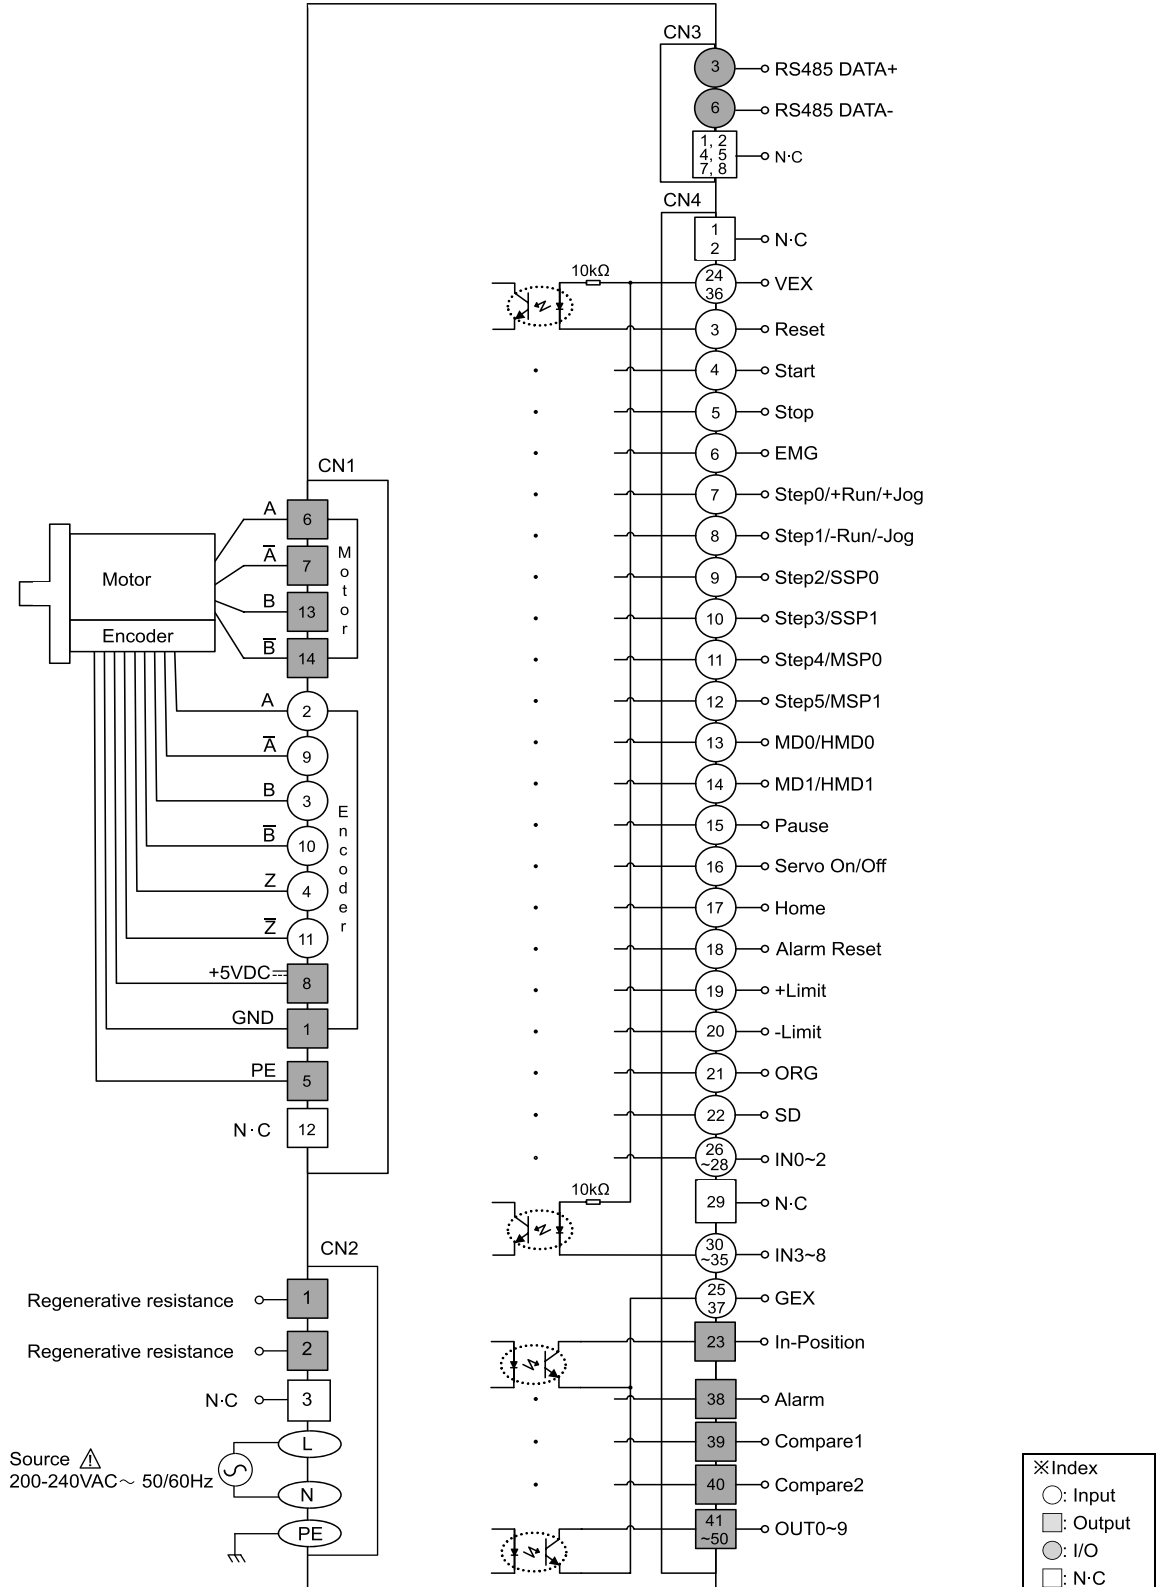 CN3
3 RS485 DATA+
6 RS485 DATA-
1, 2
4, 5
7, 8
N·C
CN4
1
2
N·C
10kΩ
24
36
VEX
3 Reset
4 Start
5 Stop
6 EMG
7 Step0/+Run/+Jog
8 Step1/-Run/-Jog
9 Step2/SSP0
10 Step3/SSP1
11 Step4/MSP0
12 Step5/MSP1
13 MD0/HMD0
14 MD1/HMD1
15 Pause
16 Servo On/Off
17 Home
18 Alarm Reset
19 +Limit
20 -Limit
21 ORG
22 SD
26
~28
IN0~2
10kΩ
29 N·C
30
~35
IN3~8
25
37
GEX
23 In-Position
38 Alarm
39 Compare1
40 Compare2
41
~50
OUT0~9
CN1
Motor
Encoder
A 6
A̅ 7
B 13
B̅ 14
Motor
A 2
A̅ 9
B 3
B̅ 10
Z 4
Z̅ 11
Encoder
+5VDC⎓ 8
GND 1
PE 5
N·C 12
CN2
Regenerative resistance 1
Regenerative resistance 2
N·C 3
L
Source ⚠
200-240VAC～ 50/60Hz
N
PE
※Index
○: Input
□: Output
○: I/O
□: N·C